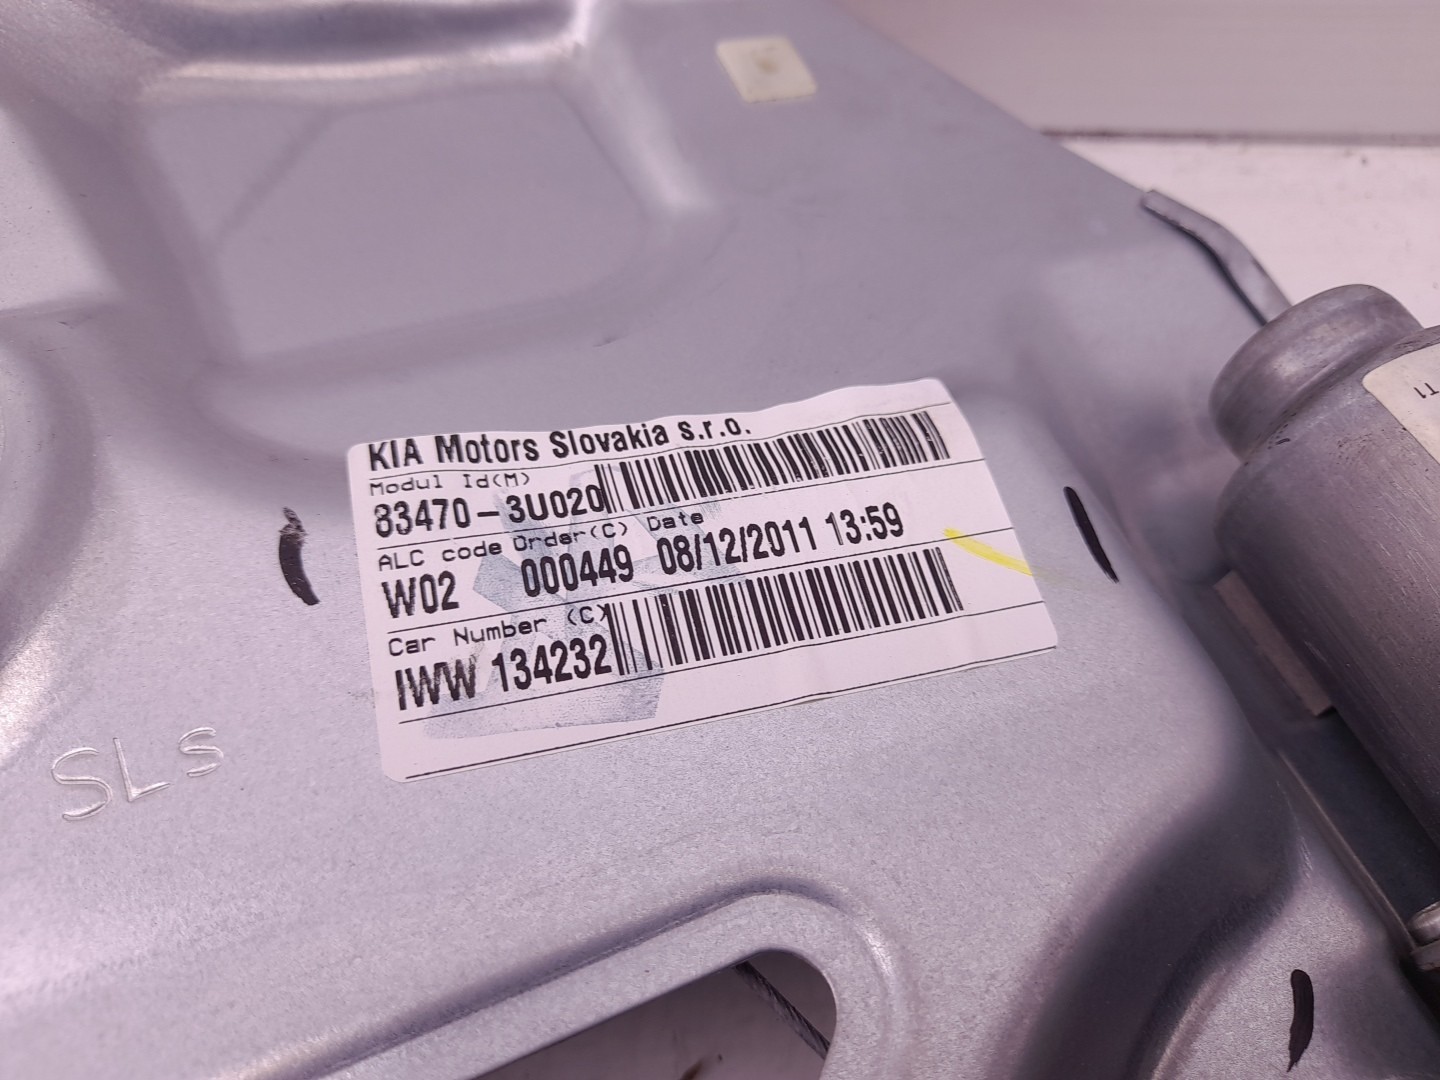 KIA Motors Slovakia s.r.o.
Modul Id(M)
83470-3U020
ALC code Order(C) Date
W02 000449 08/12/2011 13:59
Car Number (C)
IWW 134232
SLS
T1